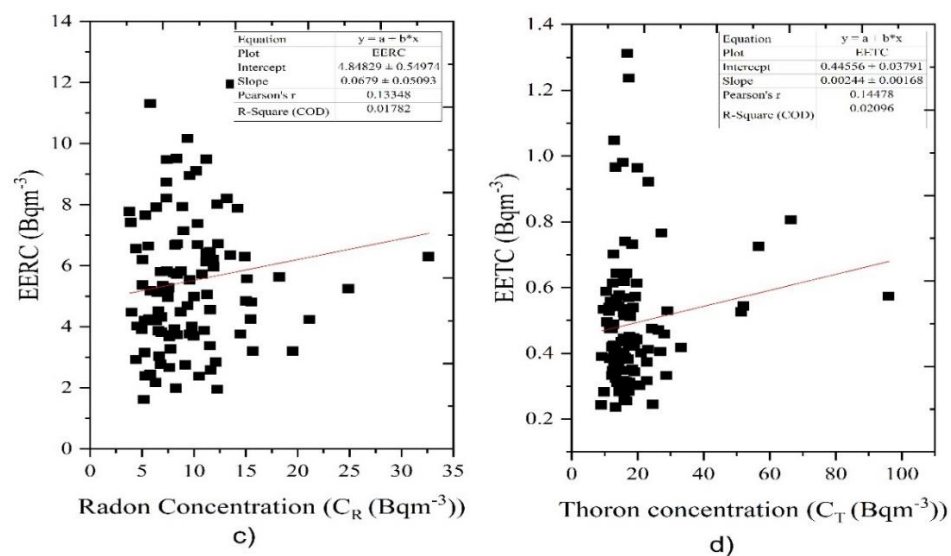 14
12
10
8
6
4
2
0
EERC (Bqm-3)
Equation y = a + b*x
Plot EERC
Intercept 4.84829 ± 0.54974
Slope 0.0679 ± 0.05093
Pearson's r 0.13348
R-Square (COD) 0.01782
0 5 10 15 20 25 30 35
Radon Concentration (CR (Bqm-3))
c)
1.4
1.2
1.0
0.8
0.6
0.4
0.2
EETC (Bqm-3)
Equation y = a + b*x
Plot EETC
Intercept 0.44556 ± 0.03791
Slope 0.00244 ± 0.00168
Pearson's r 0.14478
R-Square (COD) 0.02096
0 20 40 60 80 100
Thoron concentration (CT (Bqm-3))
d)